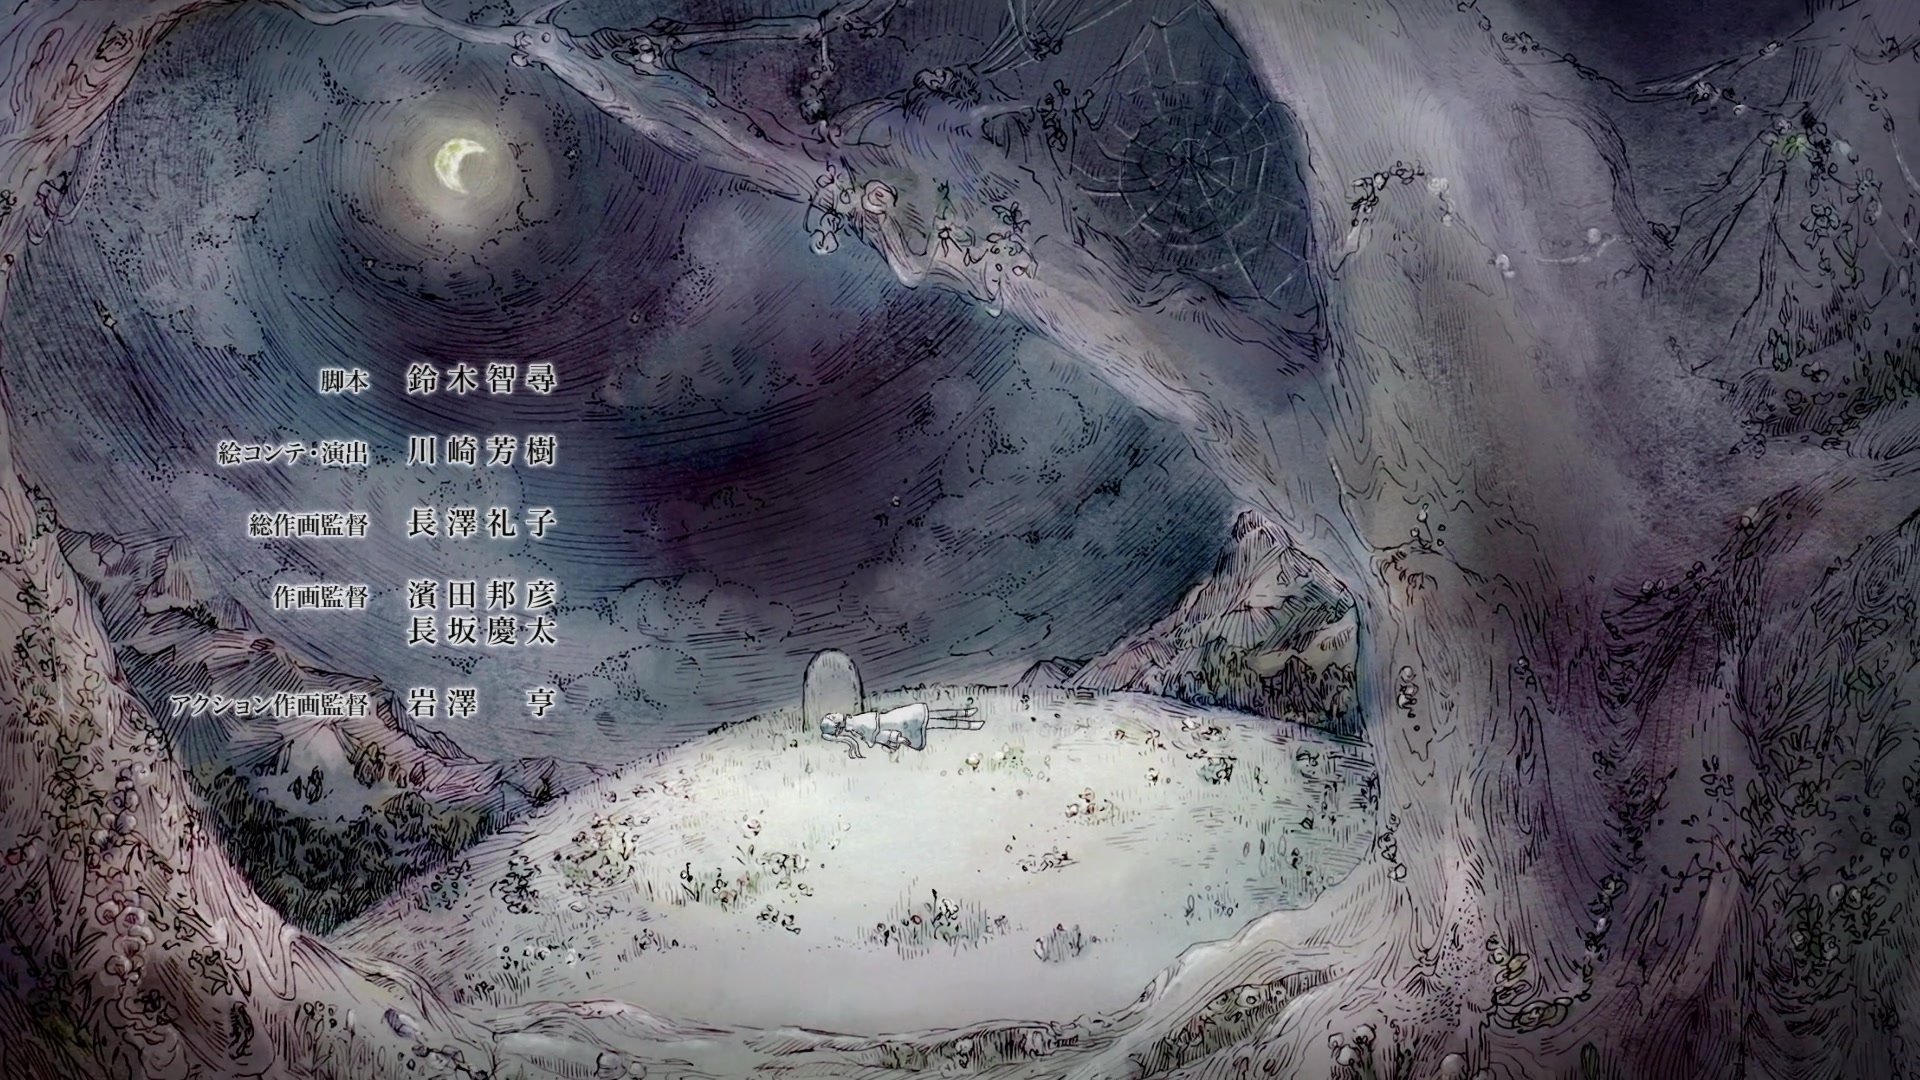 脚本 鈴木智尋
絵コンテ・演出 川崎芳樹
総作画監督 長澤礼子
作画監督 濱田邦彦
長坂慶太
アクション作画監督 岩澤 亨